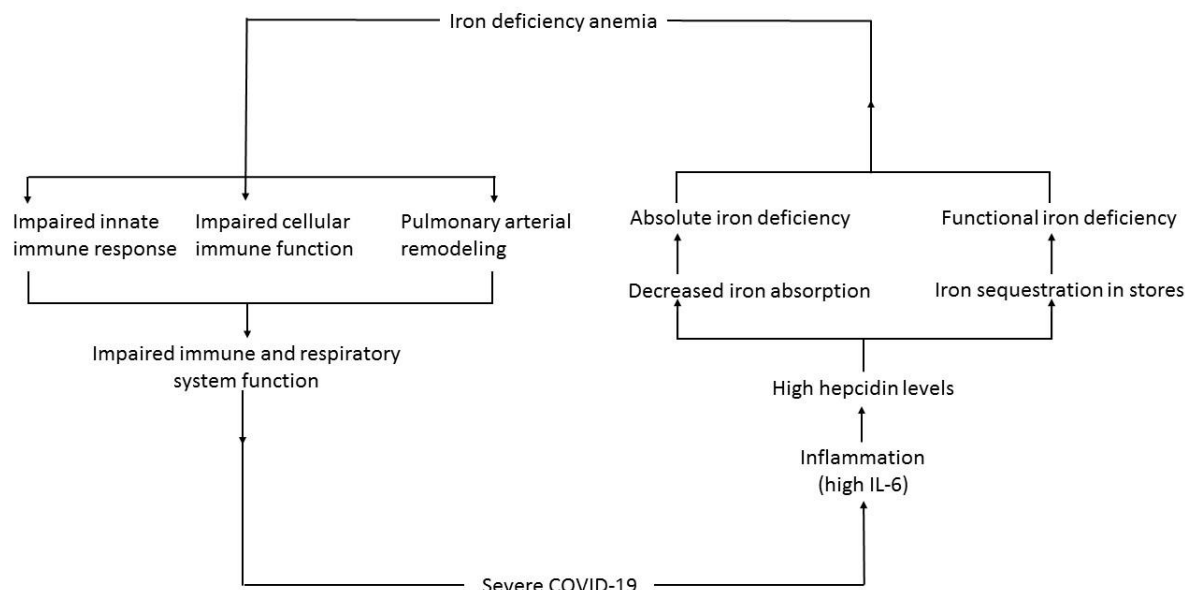 Iron deficiency anemia
Impaired innate
immune response
Impaired cellular
immune function
Pulmonary arterial
remodeling
Absolute iron deficiency
Functional iron deficiency
Decreased iron absorption
Iron sequestration in stores
Impaired immune and respiratory
system function
High hepcidin levels
Inflammation
(high IL-6)
Severe COVID-19